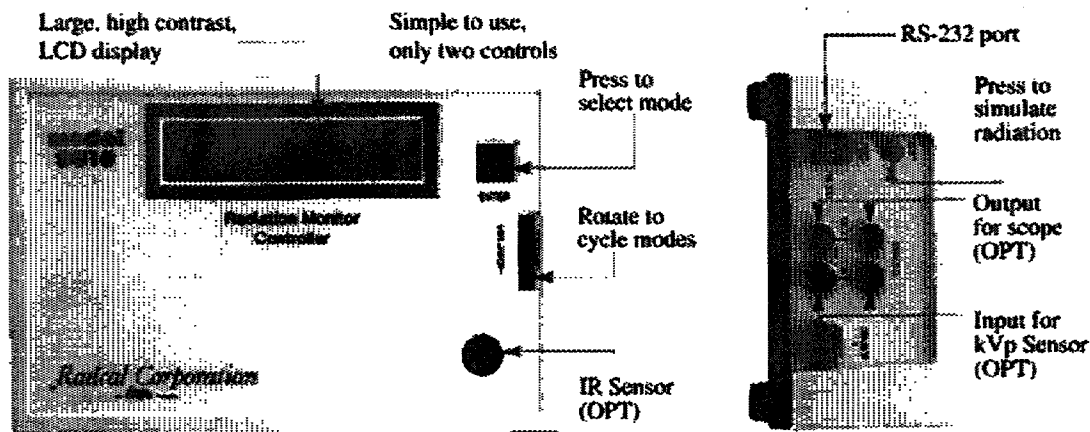 Large, high contrast,
LCD display
Simple to use,
only two controls
Press to
select mode
Radiation Monitor
Controller
Rotate to
cycle modes
Radcal Corporation
IR Sensor
(OPT)
RS-232 port
Press to
simulate
radiation
Output
for scope
(OPT)
Input for
kVp Sensor
(OPT)